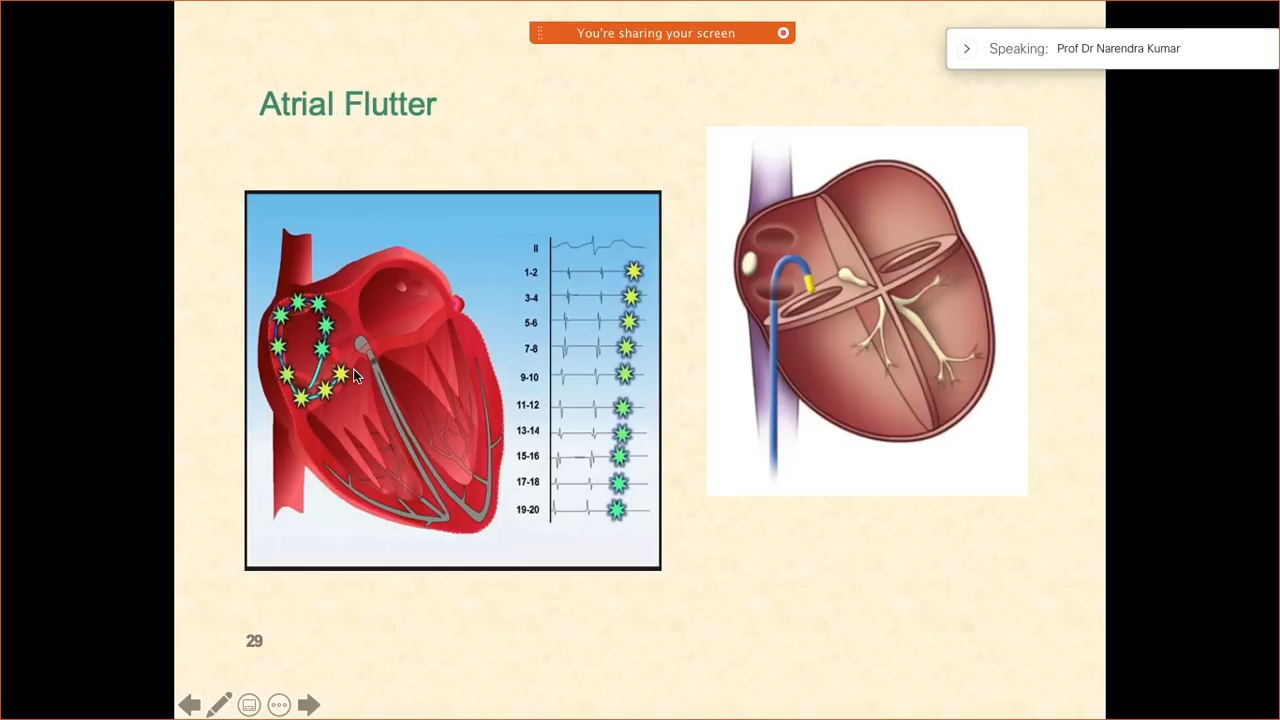 You're sharing your screen
Speaking: Prof Dr Narendra Kumar
Atrial Flutter
II
1-2
3-4
5-6
7-8
9-10
11-12
13-14
15-16
17-18
19-20
29